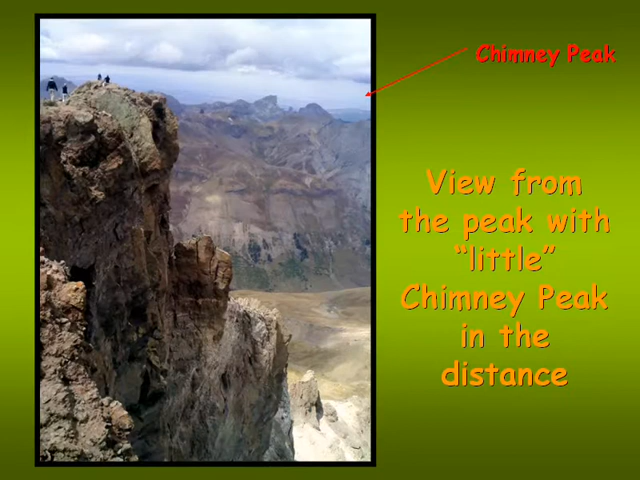 Chimney Peak
View from
the peak with
“little”
Chimney Peak
in the
distance